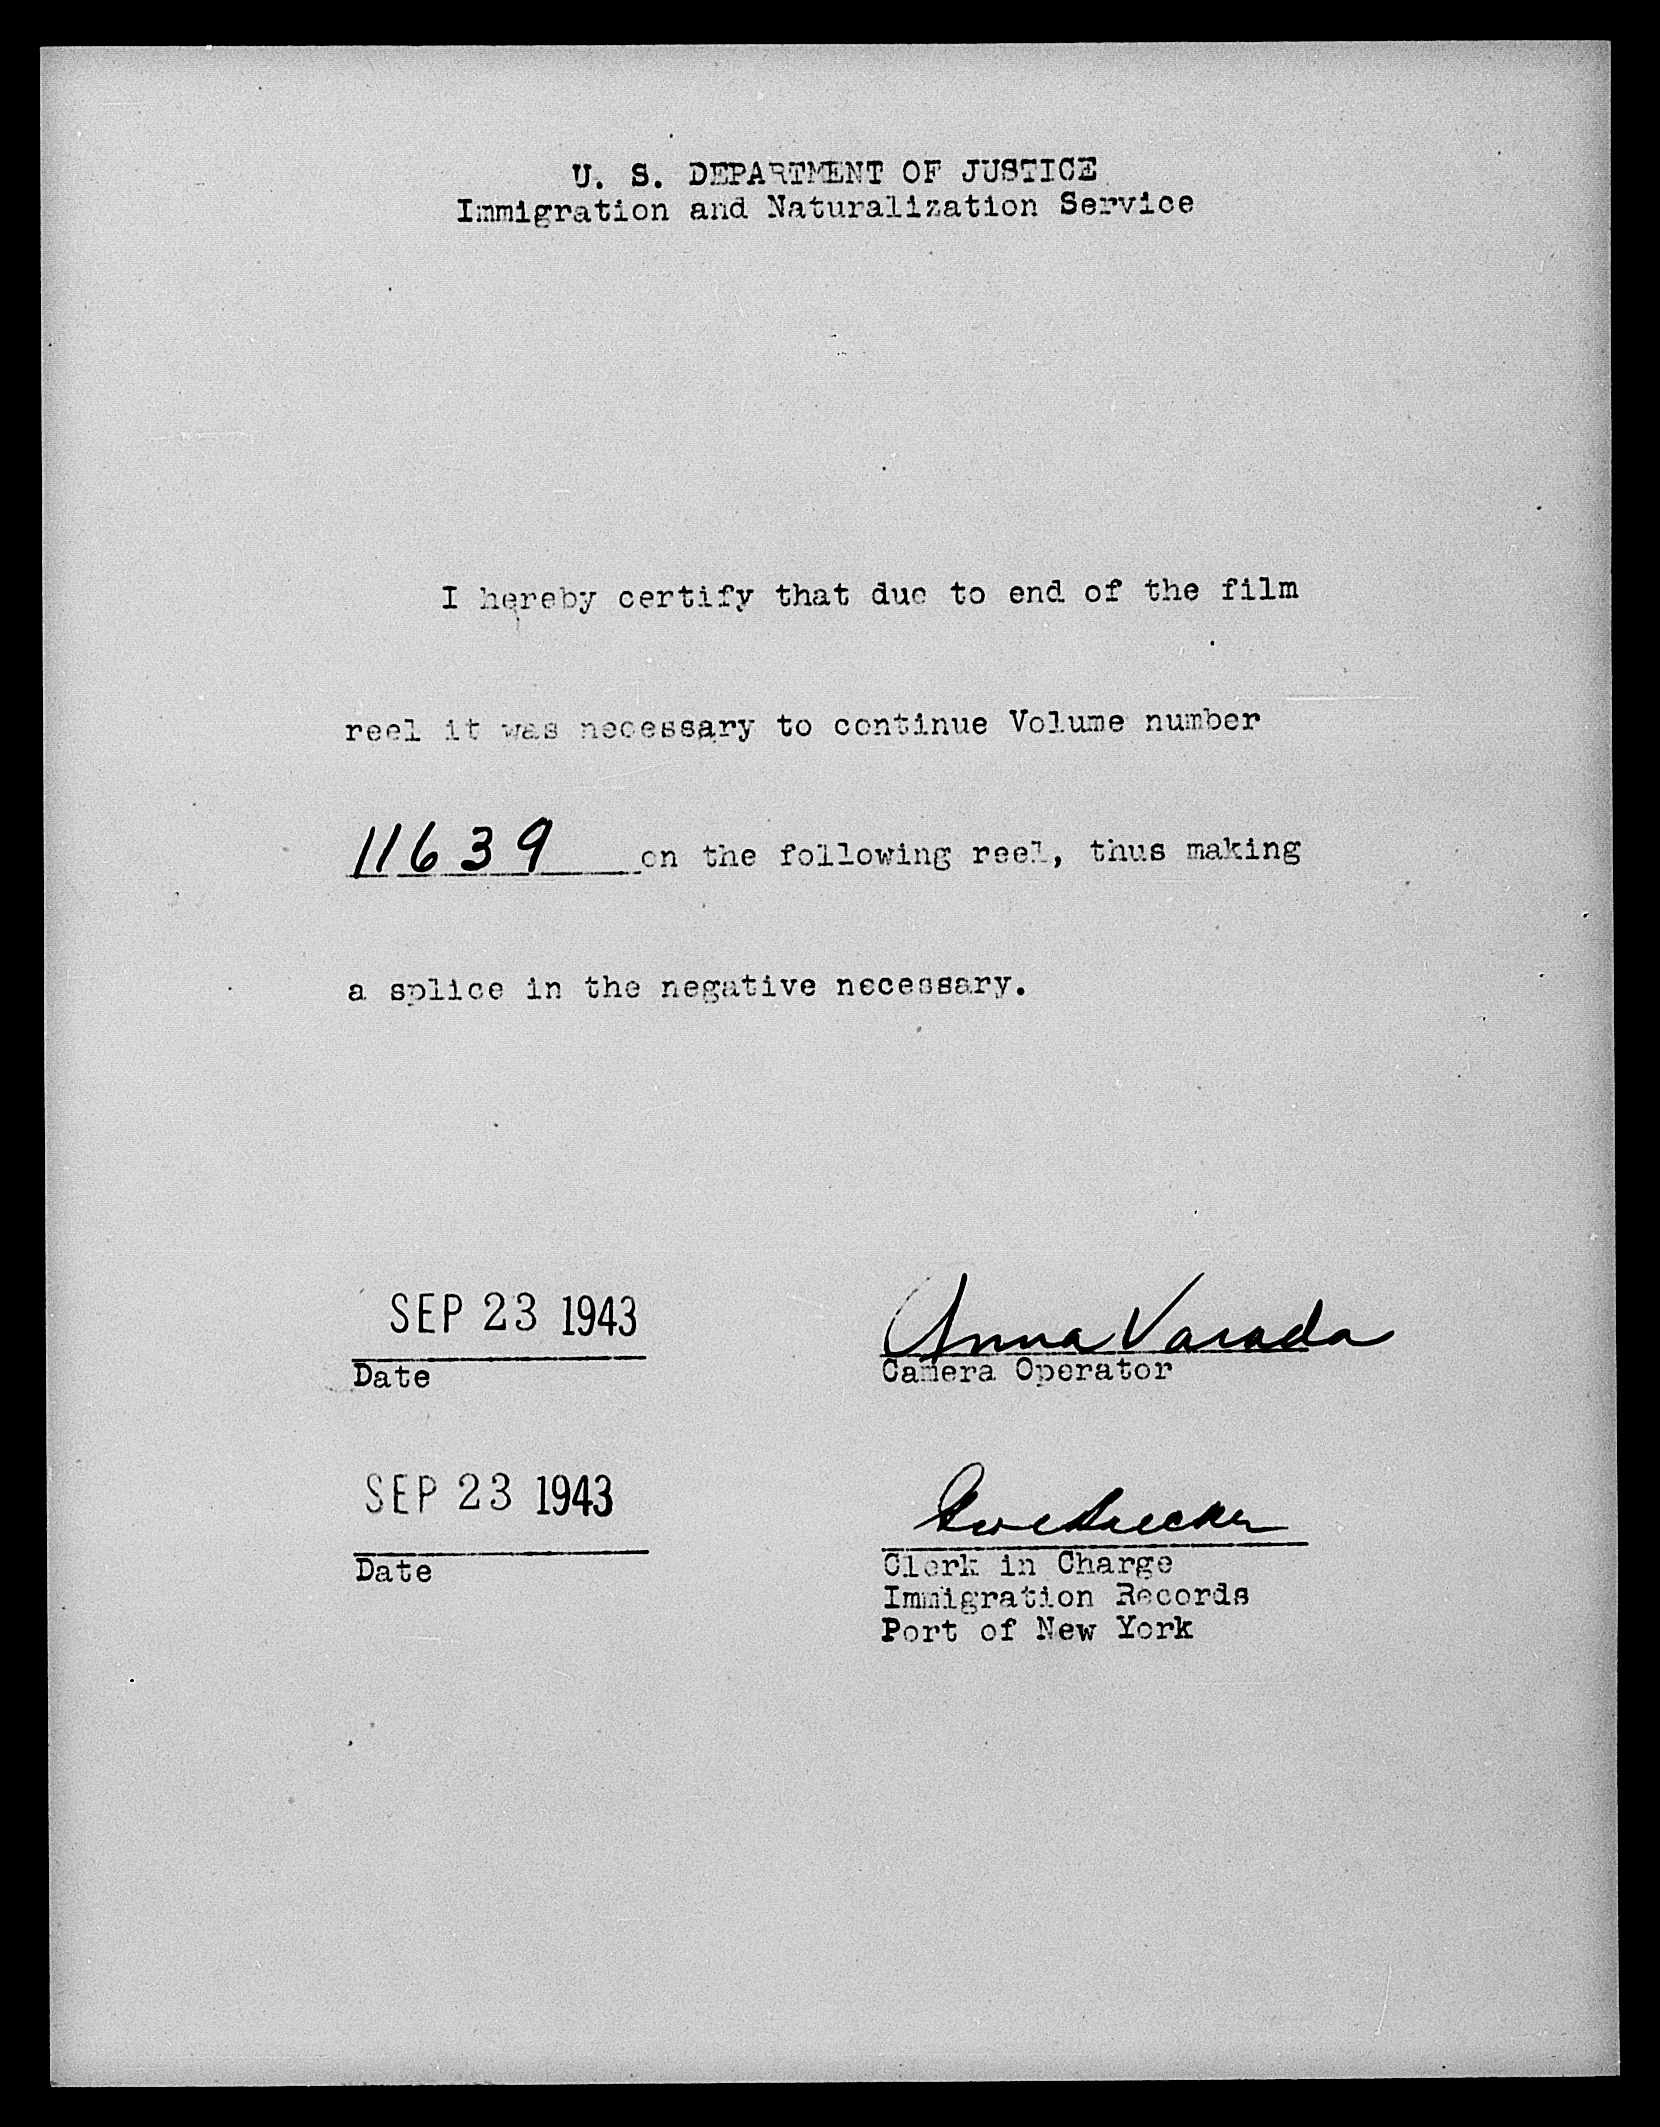 U. S. DEPARTMENT OF JUSTICE
Immigration and Naturalization Service
I hereby certify that due to end of the film
reel it was necessary to continue Volume number
11639 on the following reel, thus making
a splice in the negative necessary.
SEP 23 1943
Anna Varada
Date
Camera Operator
SEP 23 1943
Date
Clerk in Charge
Immigration Records
Port of New York